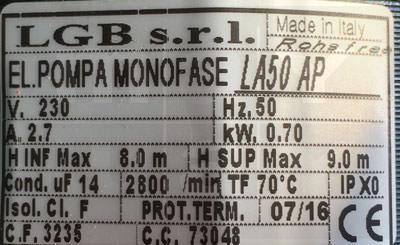 LGB s.r.l. Made in Italy
Rohs free
EL.POMPA MONOFASE LA50 AP
V. 230 Hz. 50
A. 2.7 kW. 0.70
H INF Max 8.0 m H SUP Max 9.0 m
Cond. uF 14 2800 /min TF 70°C IP X0
Isol. Cl. F PROT.TERM. 07/16
C.F. 3235 C.C. 73048 CE